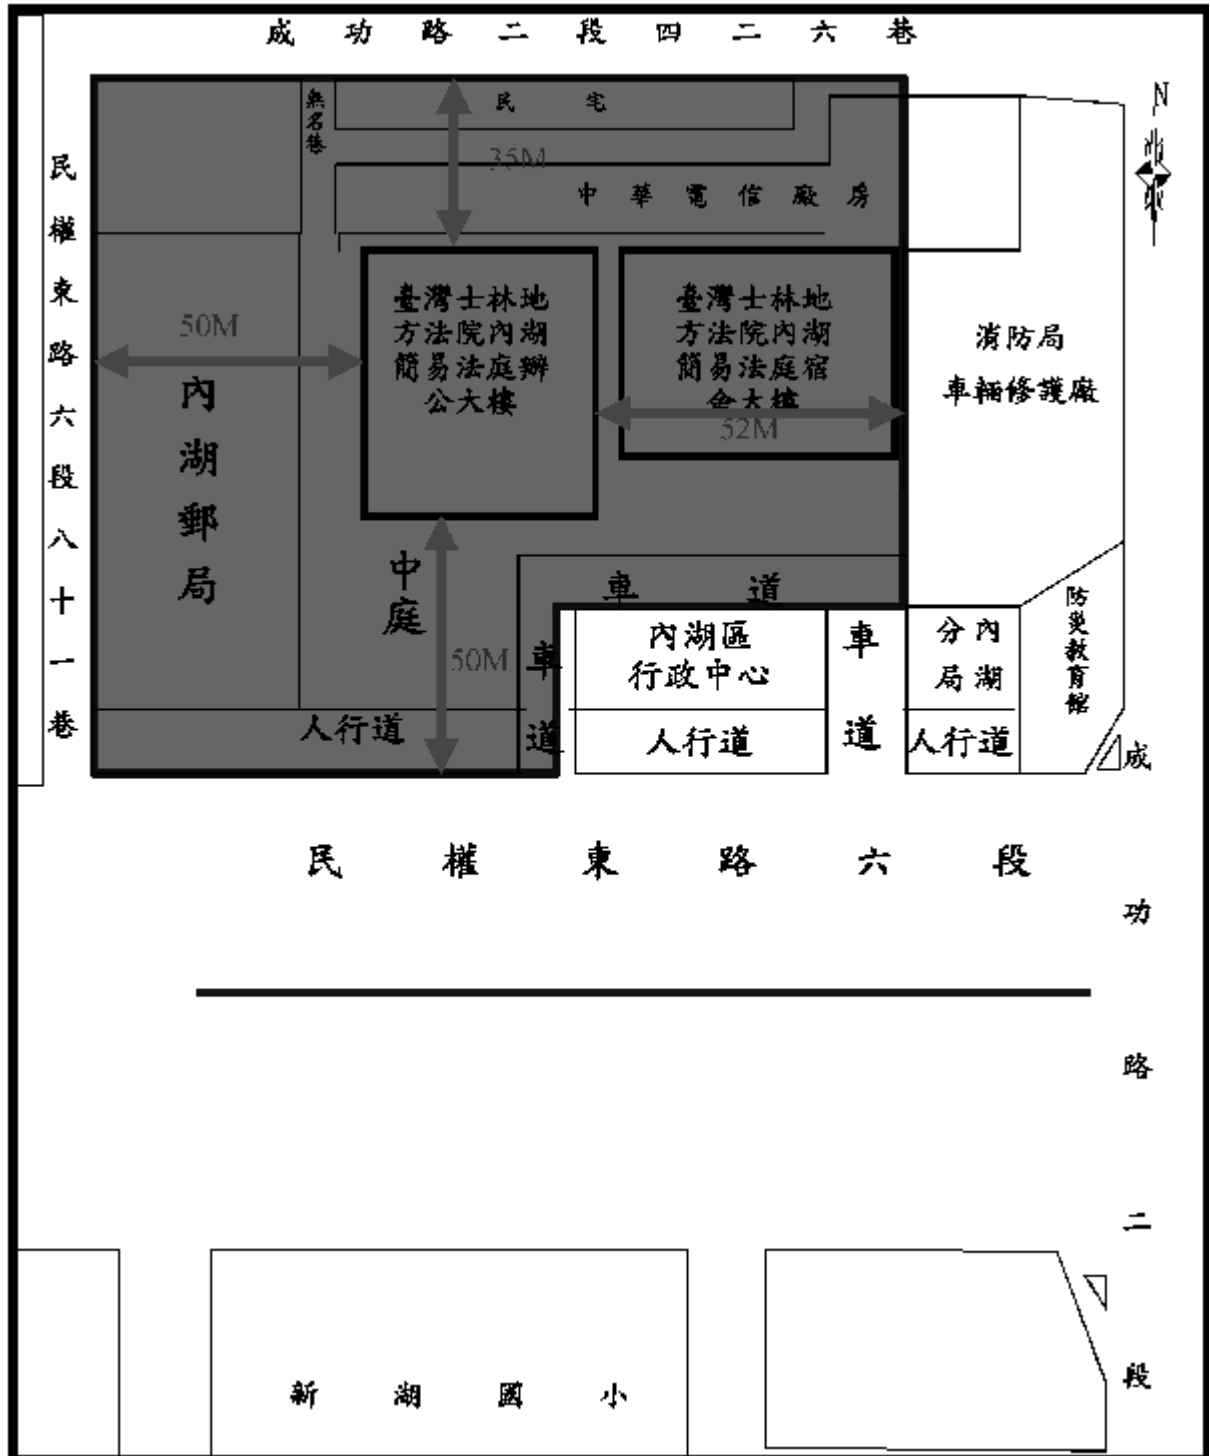 成功路二段四二六巷
無名巷
民宅
N
35M
中華電信廠房
民權東路六段八十一巷
臺灣士林地
方法院內湖
簡易法庭辦
公大樓
臺灣士林地
方法院內湖
簡易法庭宿
舍大樓
50M
52M
消防局
車輛修護廠
內湖郵局
中庭
50M
車道
車道
內湖區
行政中心
車道
內湖
分局
防災教育館
人行道
人行道
人行道
民權東路六段
成功路二段
新湖國小